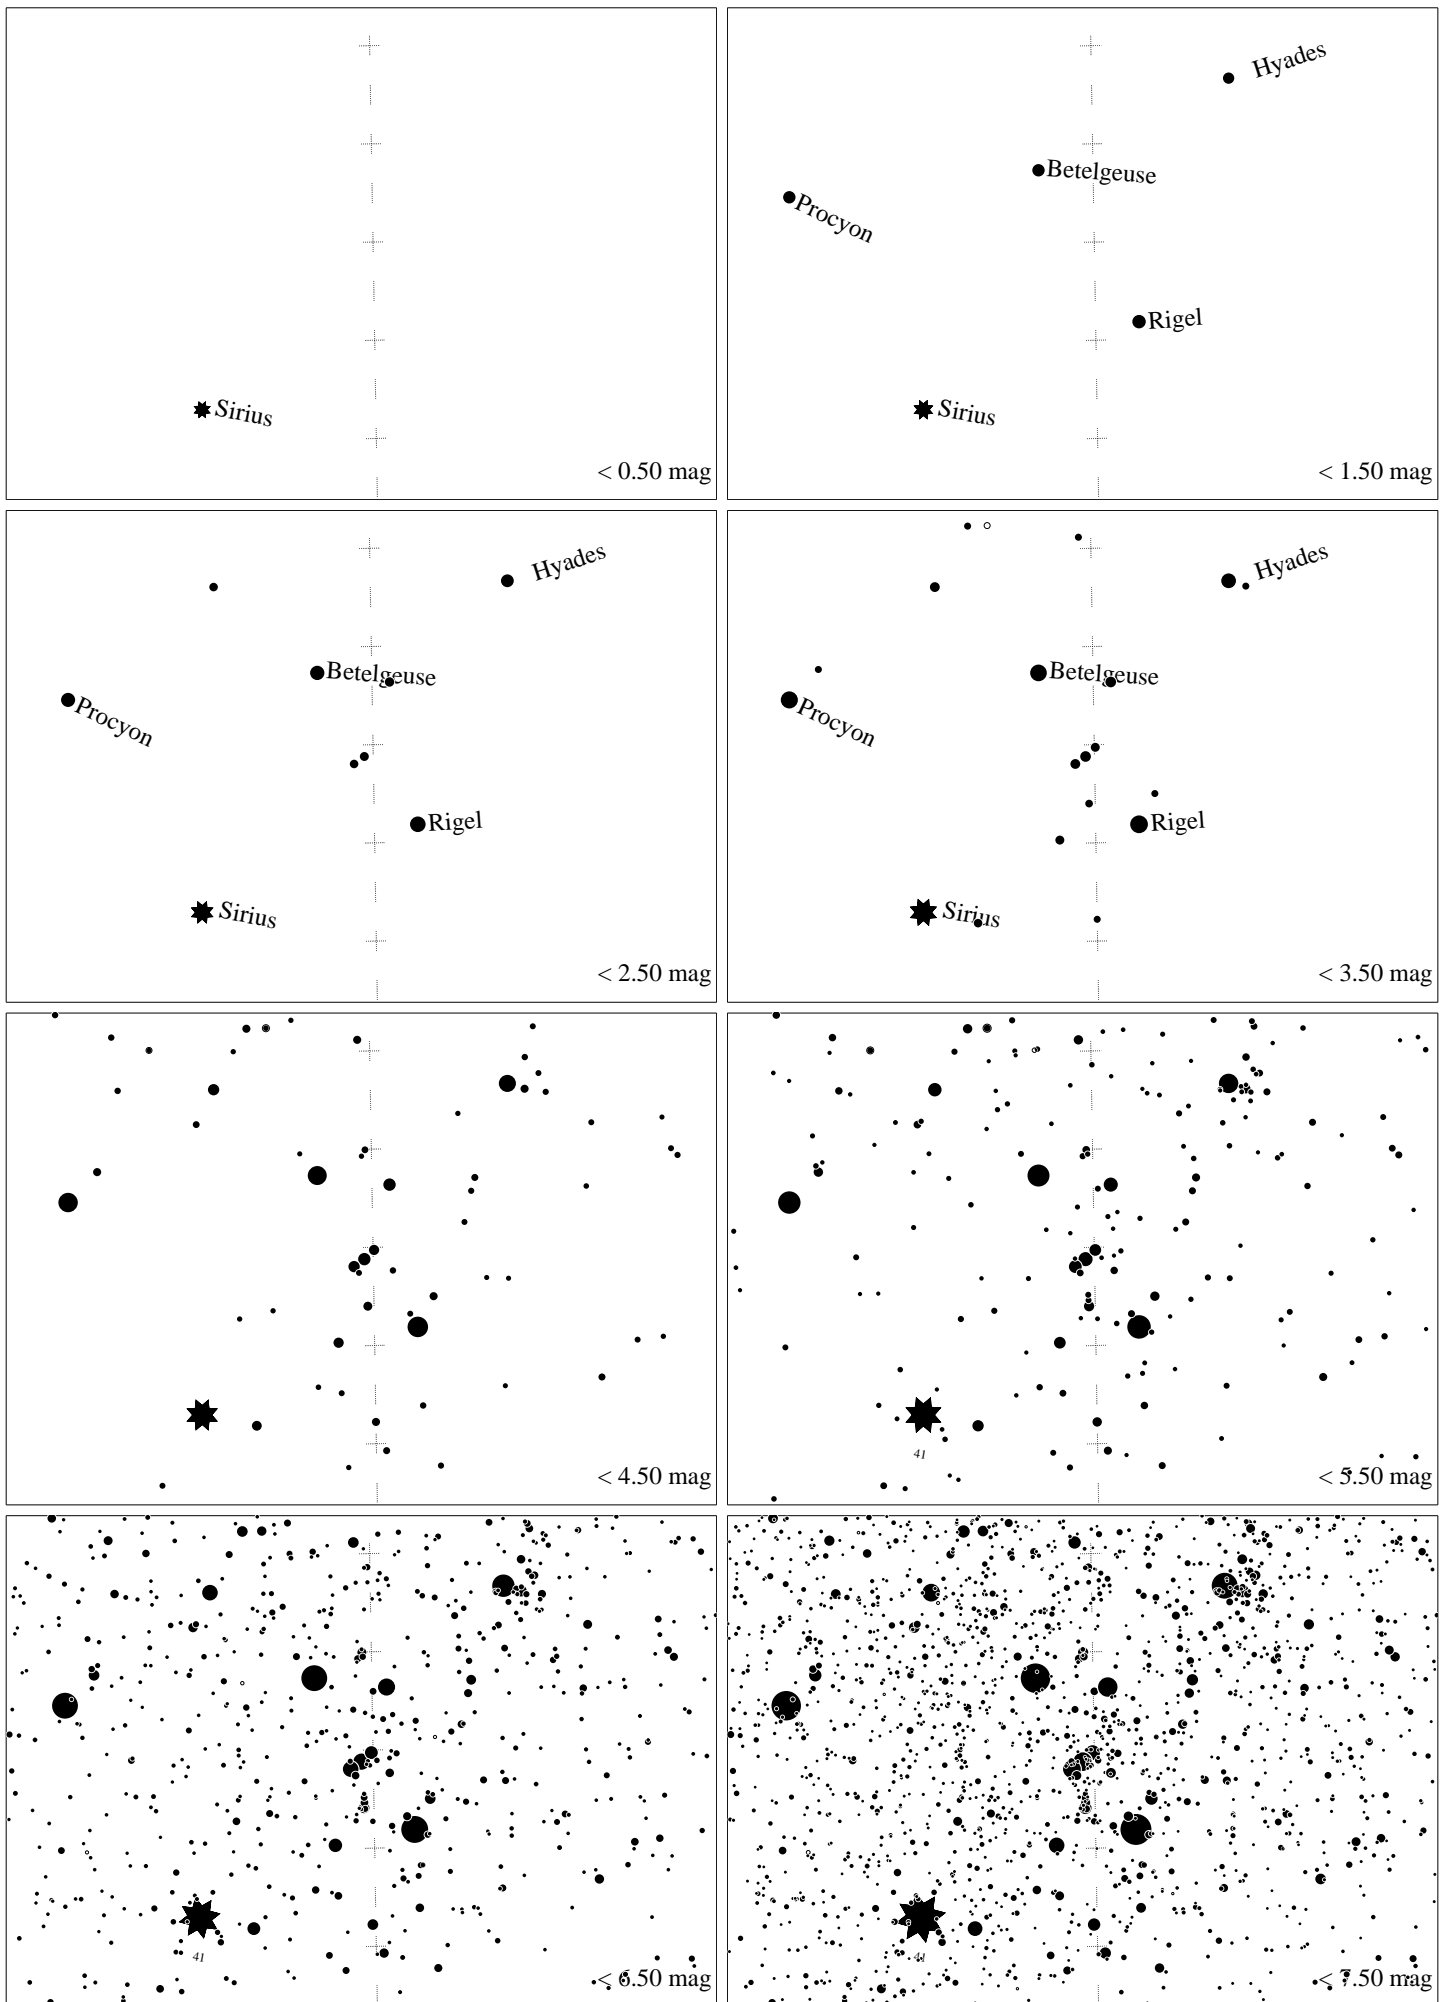 Sirius
< 0.50 mag
Hyades
Betelgeuse
Procyon
Rigel
Sirius
< 1.50 mag
Hyades
Betelgeuse
Procyon
Rigel
Sirius
< 2.50 mag
Hyades
Betelgeuse
Procyon
Rigel
Sirius
< 3.50 mag
< 4.50 mag
41
< 5.50 mag
41
< 6.50 mag
41
< 7.50 mag